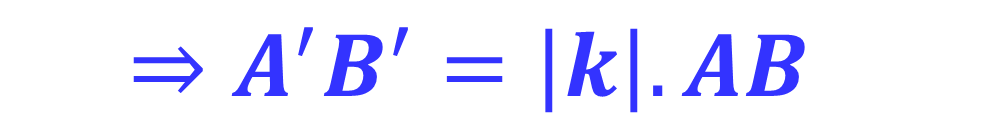 ⇒ A′B′ = |k|. AB